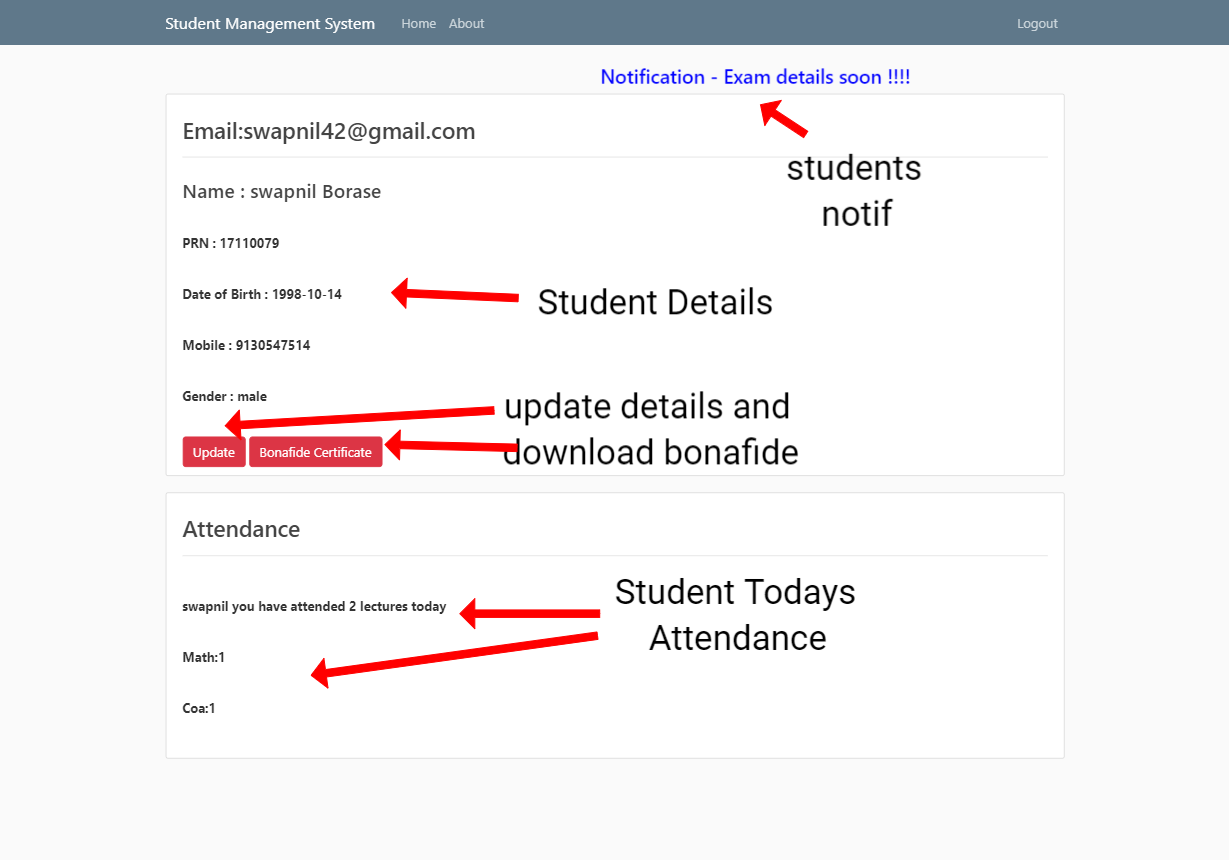 Student Management System Home About Logout
Notification - Exam details soon !!!!
Email:swapnil42@gmail.com
students
notif
Name : swapnil Borase
PRN : 17110079
Date of Birth : 1998-10-14
Student Details
Mobile : 9130547514
Gender : male
update details and
download bonafide
Update Bonafide Certificate
Attendance
Student Todays
Attendance
swapnil you have attended 2 lectures today
Math:1
Coa:1